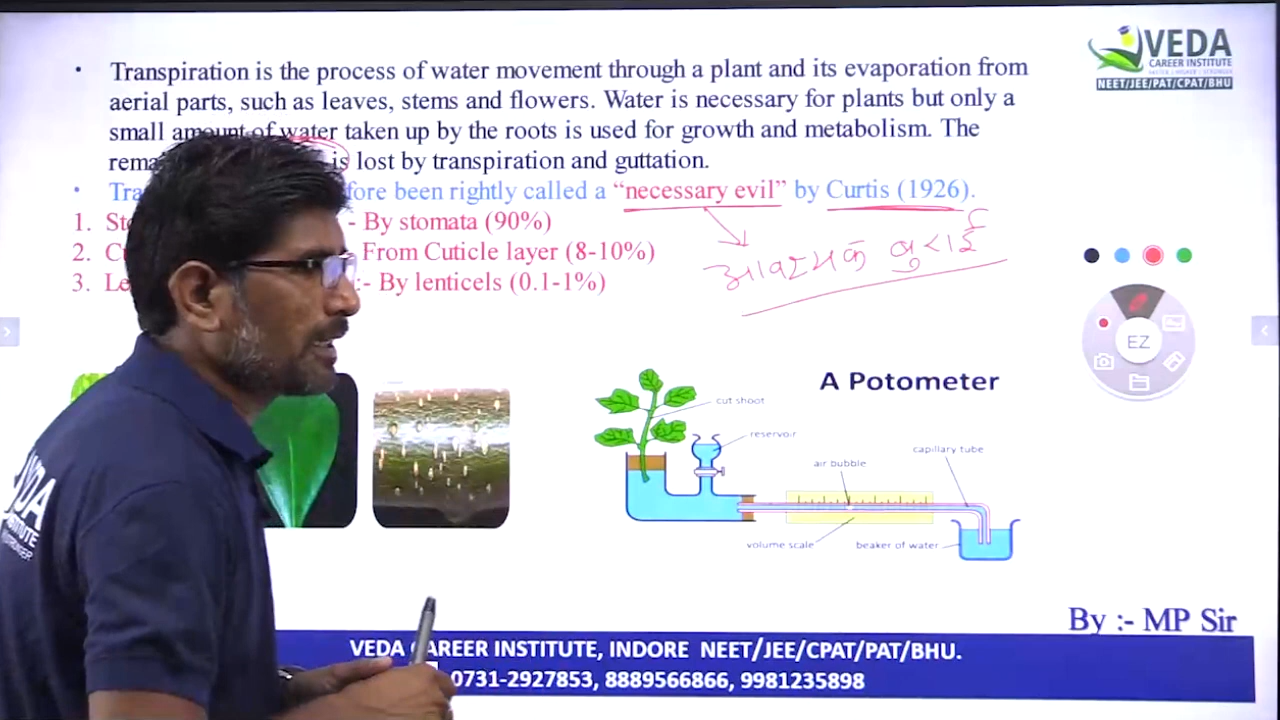 VEDA
CAREER INSTITUTE
NEET/JEE/PAT/CPAT/BHU
• Transpiration is the process of water movement through a plant and its evaporation from
aerial parts, such as leaves, stems and flowers. Water is necessary for plants but only a
small amount of water taken up by the roots is used for growth and metabolism. The
is lost by transpiration and guttation.
been rightly called a “necessary evil” by Curtis (1926).
1. - By stomata (90%)
2. From Cuticle layer (8-10%)
3. :- By lenticels (0.1-1%)
आवश्यक बुराई
EZ
A Potometer
cut shoot
reservoir
air bubble
capillary tube
volume scale
beaker of water
By :- MP Sir
VEDA CAREER INSTITUTE, INDORE NEET/JEE/CPAT/PAT/BHU.
0731-2927853, 8889566866, 9981235898